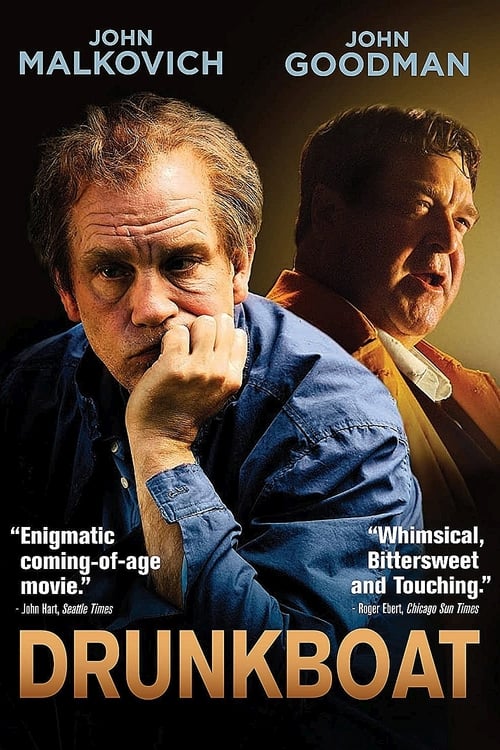 JOHN
MALKOVICH
JOHN
GOODMAN
“Enigmatic
coming-of-age
movie.”
- John Hart, Seattle Times
“Whimsical,
Bittersweet
and Touching.”
- Roger Ebert, Chicago Sun Times
DRUNKBOAT